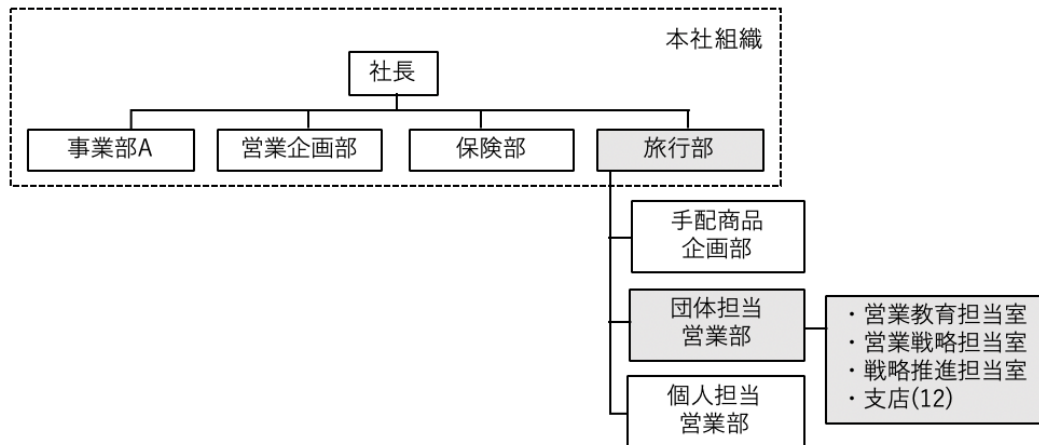 本社組織
社長
事業部A
営業企画部
保険部
旅行部
手配商品
企画部
団体担当
営業部
・営業教育担当室
・営業戦略担当室
・戦略推進担当室
・支店(12)
個人担当
営業部